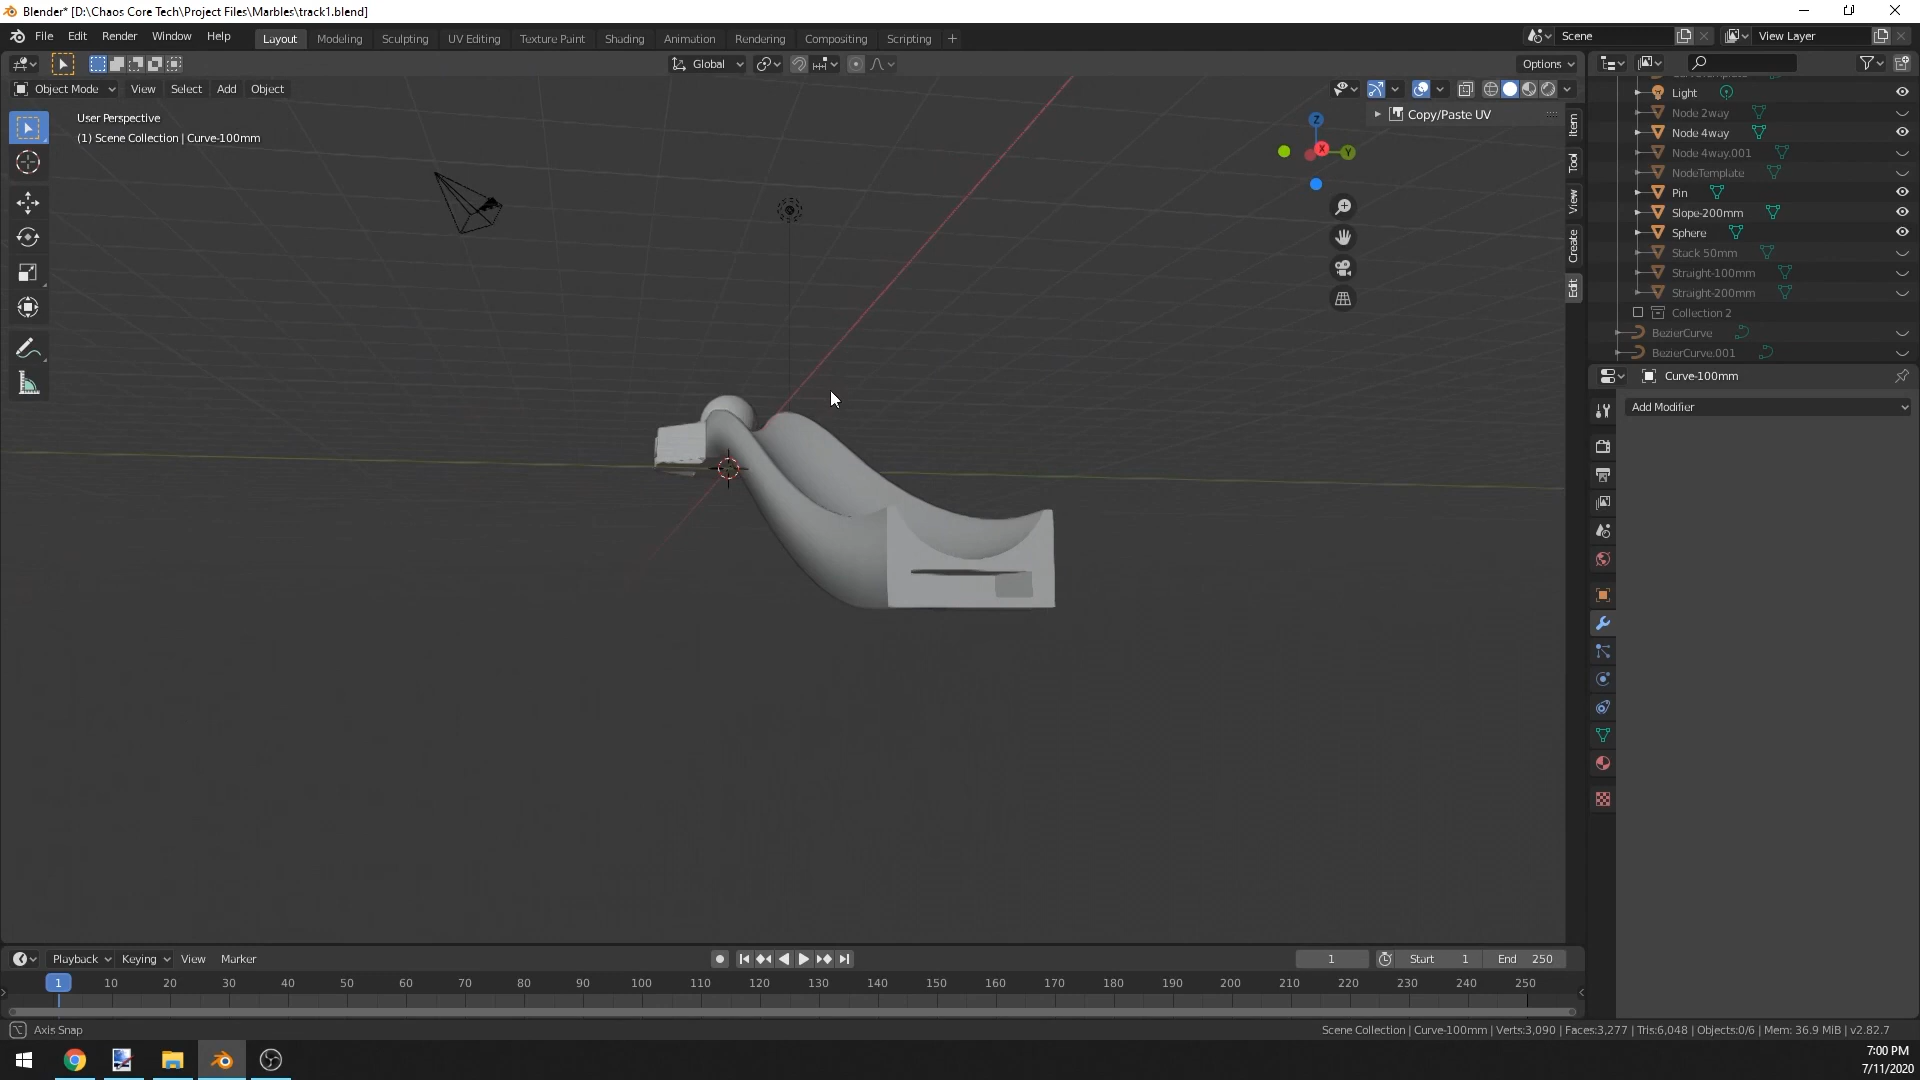 Blender* [D:\Chaos Core Tech\Project Files\Marbles\track1.blend]
File Edit Render Window Help
Layout Modeling Sculpting UV Editing Texture Paint Shading Animation Rendering Compositing Scripting +
Scene
View Layer
Global
Options
Object Mode View Select Add Object
User Perspective
(1) Scene Collection | Curve-100mm
Copy/Paste UV
Z
X
Y
Item
Tool
View
Create
Edit
Light
Node 2way
Node 4way
Node 4way.001
NodeTemplate
Pin
Slope-200mm
Sphere
Stack 50mm
Straight-100mm
Straight-200mm
Collection 2
BezierCurve
BezierCurve.001
Curve-100mm
Add Modifier
Playback Keying View Marker
1 Start 1 End 250
1 10 20 30 40 50 60 70 80 90 100 110 120 130 140 150 160 170 180 190 200 210 220 230 240 250
Axis Snap
Scene Collection | Curve-100mm | Verts:3,090 | Faces:3,277 | Tris:6,048 | Objects:0/6 | Mem: 36.9 MiB | v2.82.7
7:00 PM
7/11/2020